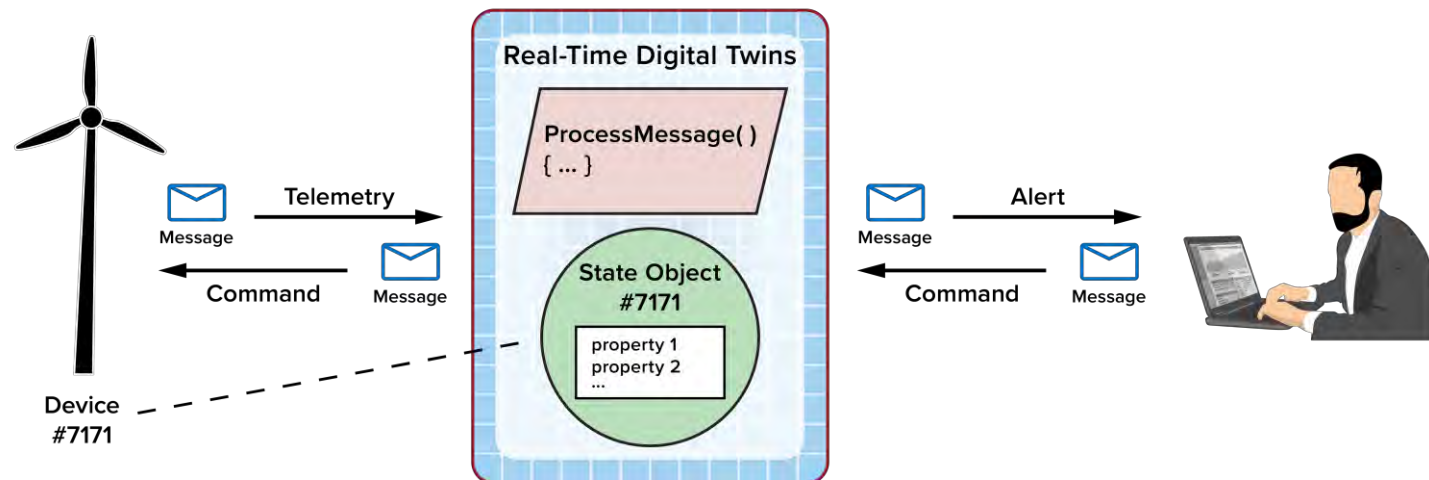 Real-Time Digital Twins
ProcessMessage( )
{ ... }
State Object
#7171
property 1
property 2
...
Telemetry
Message
Command
Message
Device
#7171
Alert
Message
Command
Message